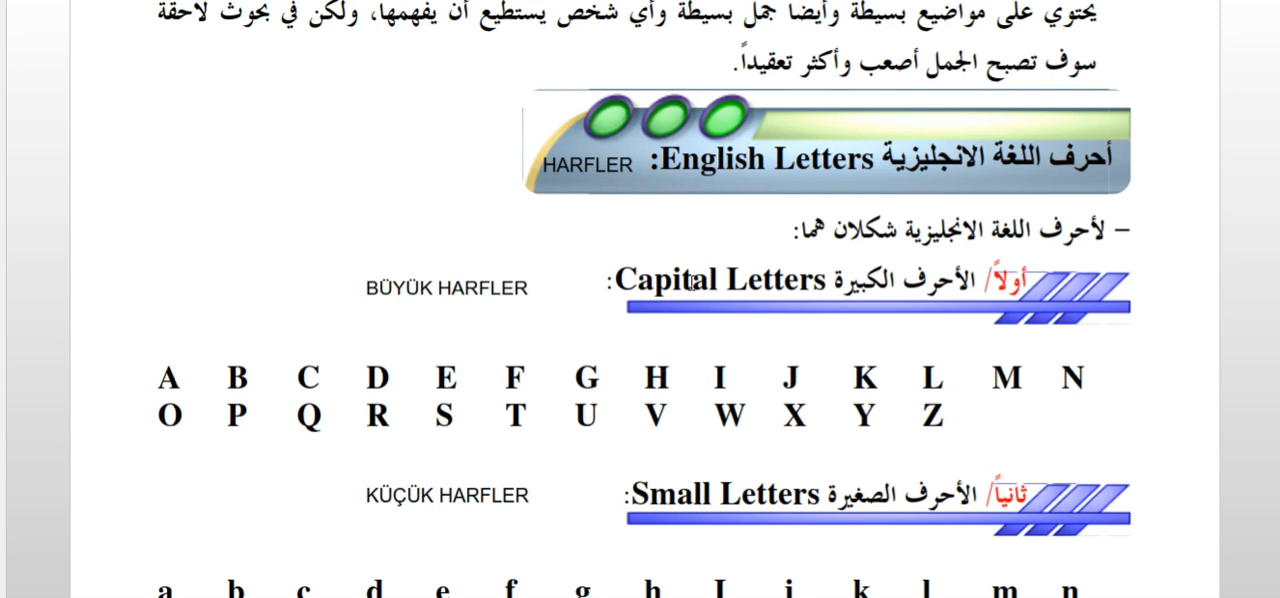 يحتوي على مواضيع بسيطة وأيضا جمل بسيطة وأي شخص يستطيع أن يفهمها، ولكن في بحوث لاحقة
سوف تصبح الجمل أصعب وأكثر تعقيداً.
أحرف اللغة الانجليزية English Letters: HARFLER
– لأحرف اللغة الانجليزية شكلان هما:
أولاً/ الأحرف الكبيرة Capital Letters: BÜYÜK HARFLER
A B C D E F G H I J K L M N
O P Q R S T U V W X Y Z
ثانياً/ الأحرف الصغيرة Small Letters: KÜÇÜK HARFLER
a b c d e f g h I j k l m n